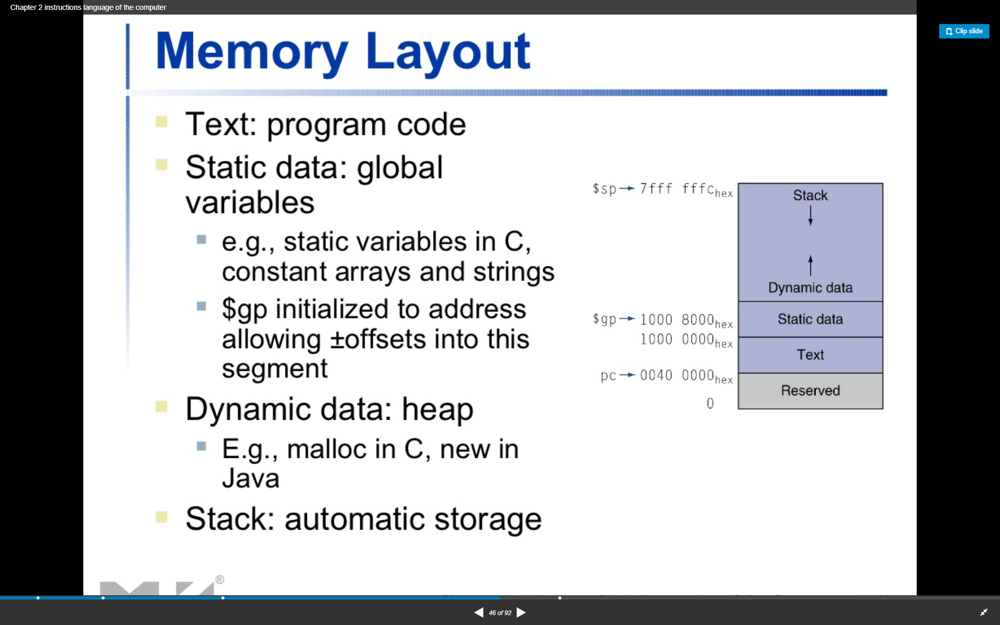 Chapter 2 instructions language of the computer
Clip slide
Memory Layout
Text: program code
Static data: global
variables
e.g., static variables in C,
constant arrays and strings
$gp initialized to address
allowing ±offsets into this
segment
Dynamic data: heap
E.g., malloc in C, new in
Java
Stack: automatic storage
$sp→ 7fff fffc hex
Stack
Dynamic data
$gp→ 1000 8000 hex
Static data
1000 0000 hex
Text
pc→ 0040 0000 hex
Reserved
0
®
46 of 92